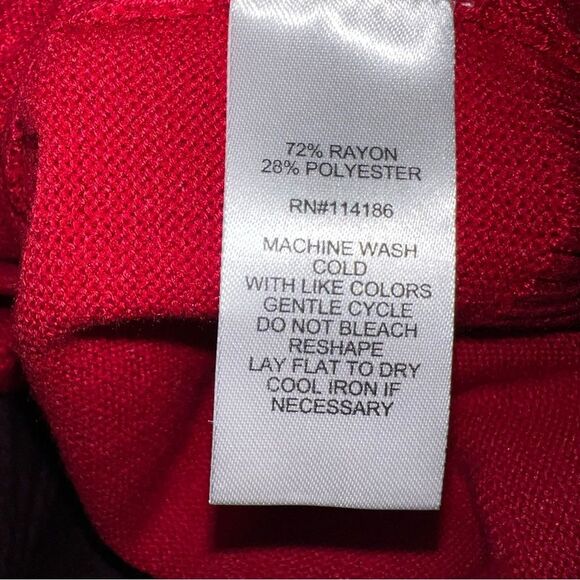 72% RAYON
28% POLYESTER
RN#114186
MACHINE WASH
COLD
WITH LIKE COLORS
GENTLE CYCLE
DO NOT BLEACH
RESHAPE
LAY FLAT TO DRY
COOL IRON IF
NECESSARY